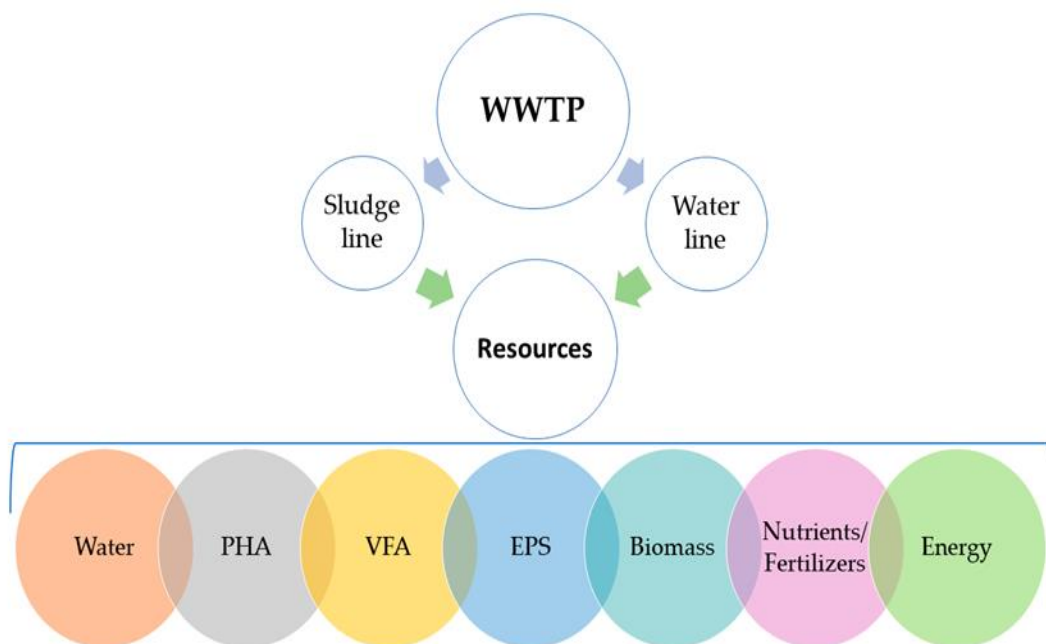 WWTP
Sludge
line
Water
line
Resources
Water
PHA
VFA
EPS
Biomass
Nutrients/
Fertilizers
Energy